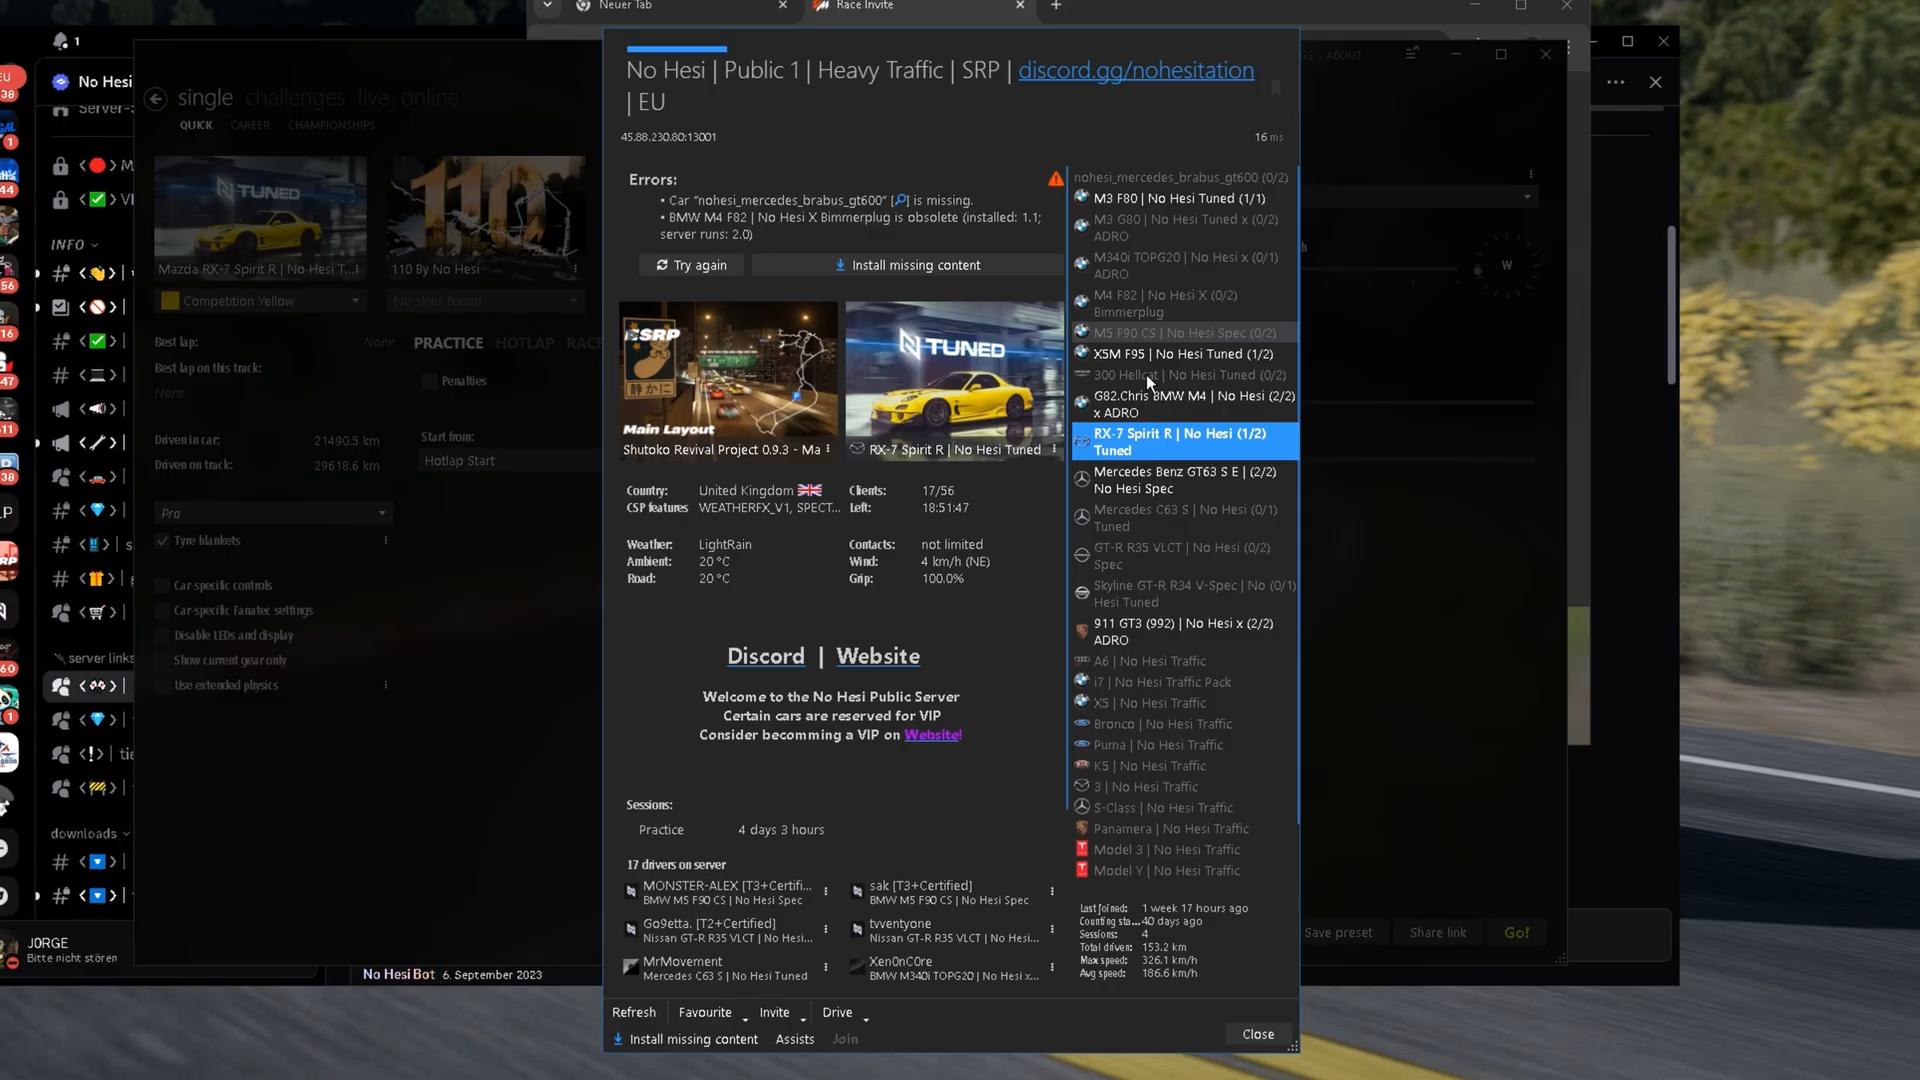 Neuer Tab
Race Invite
1
No Hesi
INFO
server links
downloads
JORGE
Bitte nicht stören
No Hesi Bot 6. September 2023
single challenges live online
QUICK CAREER CHAMPIONSHIPS
ABOUT
TUNED
110
Mazda RX-7 Spirit R | No Hesi T...
110 By No Hesi
Competition Yellow
No skins found
Best lap: None
Best lap on this track:
None
PRACTICE HOTLAP RACE
Penalties
Driven in car: 21490.5 km
Driven on track: 29618.6 km
Start from:
Hotlap Start
Pro
Tyre blankets
Car-specific controls
Car-specific Fanatec settings
Disable LEDs and display
Show current gear only
Use extended physics
W
Save preset Share link Go!
No Hesi | Public 1 | Heavy Traffic | SRP | discord.gg/nohesitation
| EU
45.88.230.80:13001
16 ms
Errors:
• Car "nohesi_mercedes_brabus_gt600" [ ] is missing.
• BMW M4 F82 | No Hesi X Bimmerplug is obsolete (installed: 1.1;
server runs: 2.0)
Try again
Install missing content
SRP
静かに
Main Layout
TUNED
Shutoko Revival Project 0.9.3 - Ma
RX-7 Spirit R | No Hesi Tuned
Country: United Kingdom
Clients: 17/56
CSP features WEATHERFX_V1, SPECT...
Left: 18:51:47
Weather: LightRain
Contacts: not limited
Ambient: 20 °C
Wind: 4 km/h (NE)
Road: 20 °C
Grip: 100.0%
Discord | Website
Welcome to the No Hesi Public Server
Certain cars are reserved for VIP
Consider becomming a VIP on Website!
Sessions:
Practice 4 days 3 hours
17 drivers on server
MONSTER-ALEX [T3+Certifi...
BMW M5 F90 CS | No Hesi Spec
sak [T3+Certified]
BMW M5 F90 CS | No Hesi Spec
Go9etta. [T2+Certified]
Nissan GT-R R35 VLCT | No Hesi...
tvventyone
Nissan GT-R R35 VLCT | No Hesi...
MrMovement
Mercedes C63 S | No Hesi Tuned
Xen0nC0re
BMW M340i TOPG20 | No Hesi x...
nohesi_mercedes_brabus_gt600 (0/2)
M3 F80 | No Hesi Tuned (1/1)
M3 G80 | No Hesi Tuned x (0/2)
ADRO
M340i TOPG20 | No Hesi x (0/1)
ADRO
M4 F82 | No Hesi X (0/2)
Bimmerplug
M5 F90 CS | No Hesi Spec (0/2)
X5M F95 | No Hesi Tuned (1/2)
300 Hellcat | No Hesi Tuned (0/2)
G82.Chris BMW M4 | No Hesi (2/2)
x ADRO
RX-7 Spirit R | No Hesi (1/2)
Tuned
Mercedes Benz GT63 S E | (2/2)
No Hesi Spec
Mercedes C63 S | No Hesi (0/1)
Tuned
GT-R R35 VLCT | No Hesi (0/2)
Spec
Skyline GT-R R34 V-Spec | No (0/1)
Hesi Tuned
911 GT3 (992) | No Hesi x (2/2)
ADRO
A6 | No Hesi Traffic
i7 | No Hesi Traffic Pack
X5 | No Hesi Traffic
Bronco | No Hesi Traffic
Puma | No Hesi Traffic
K5 | No Hesi Traffic
3 | No Hesi Traffic
S-Class | No Hesi Traffic
Panamera | No Hesi Traffic
Model 3 | No Hesi Traffic
Model Y | No Hesi Traffic
Last joined: 1 week 17 hours ago
Counting sta... 40 days ago
Sessions: 4
Total driven: 153.2 km
Max speed: 326.1 km/h
Avg speed: 186.6 km/h
Refresh Favourite Invite Drive
Install missing content Assists Join
Close